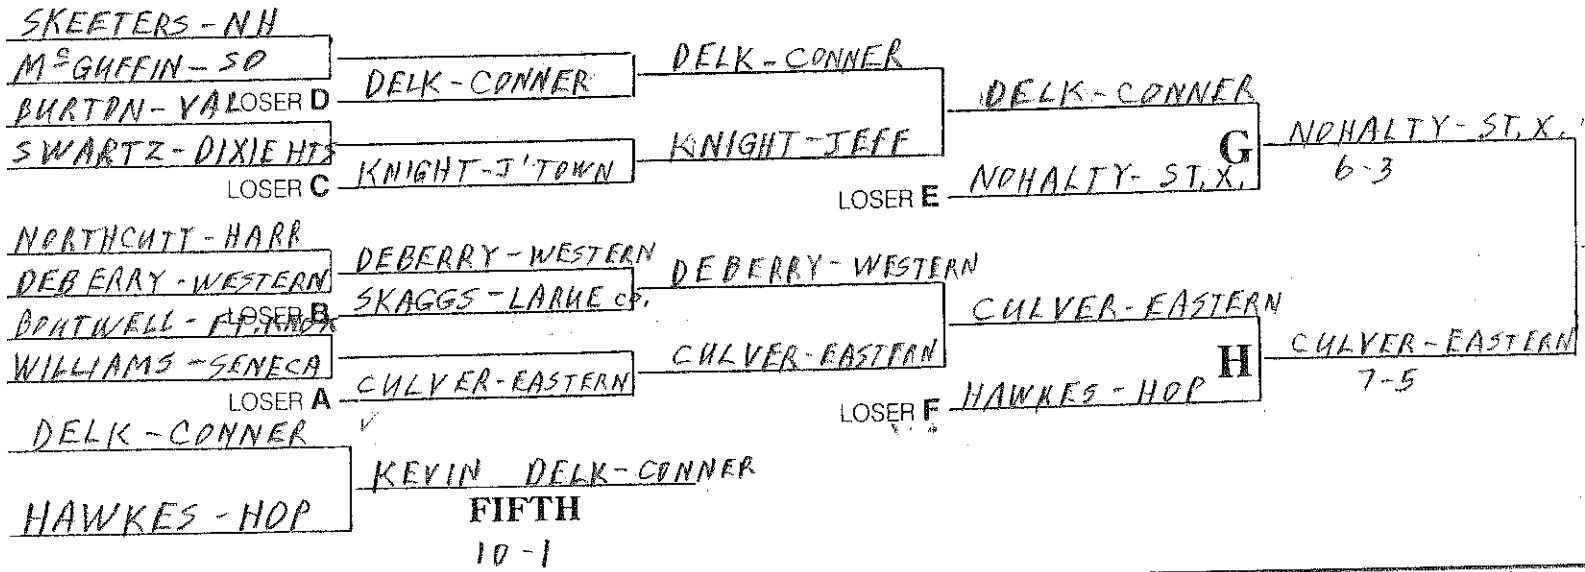 SKEETERS - NH
McGUFFIN - SO
BURTON - VAL
LOSER D
SWARTZ - DIXIE HTS
LOSER C
DELK - CONNER
KNIGHT - J'TOWN
DELK - CONNER
KNIGHT - JEFF
LOSER E
DELK - CONNER
NOHALTY - ST. X.
G
NOHALTY - ST. X.
6-3
NORTHCUTT - HARR
DEBERRY - WESTERN
LOSER B
BOUTWELL - FT. KNOX
WILLIAMS - SENECA
LOSER A
DEBERRY - WESTERN
SKAGGS - LARUE CO.
CULVER - EASTERN
DEBERRY - WESTERN
CULVER - EASTERN
LOSER F
CULVER - EASTERN
HAWKES - HOP
H
CULVER - EASTERN
7-5
DELK - CONNER
HAWKES - HOP
KEVIN DELK - CONNER
FIFTH
10-1